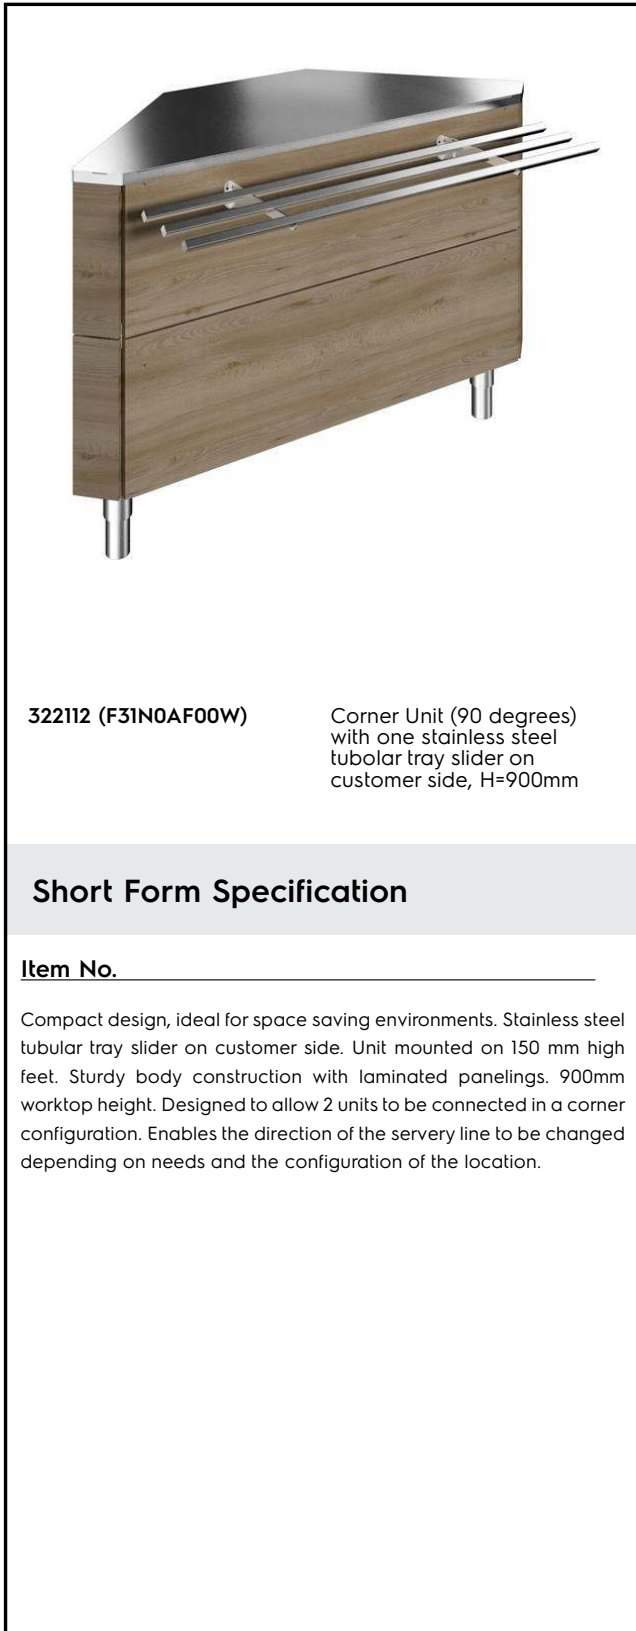 322112 (F31N0AF00W)
Corner Unit (90 degrees)
with one stainless steel
tubolar tray slider on
customer side, H=900mm
Short Form Specification
Item No.
Compact design, ideal for space saving environments. Stainless steel
tubular tray slider on customer side. Unit mounted on 150 mm high
feet. Sturdy body construction with laminated panelings. 900mm
worktop height. Designed to allow 2 units to be connected in a corner
configuration. Enables the direction of the servery line to be changed
depending on needs and the configuration of the location.